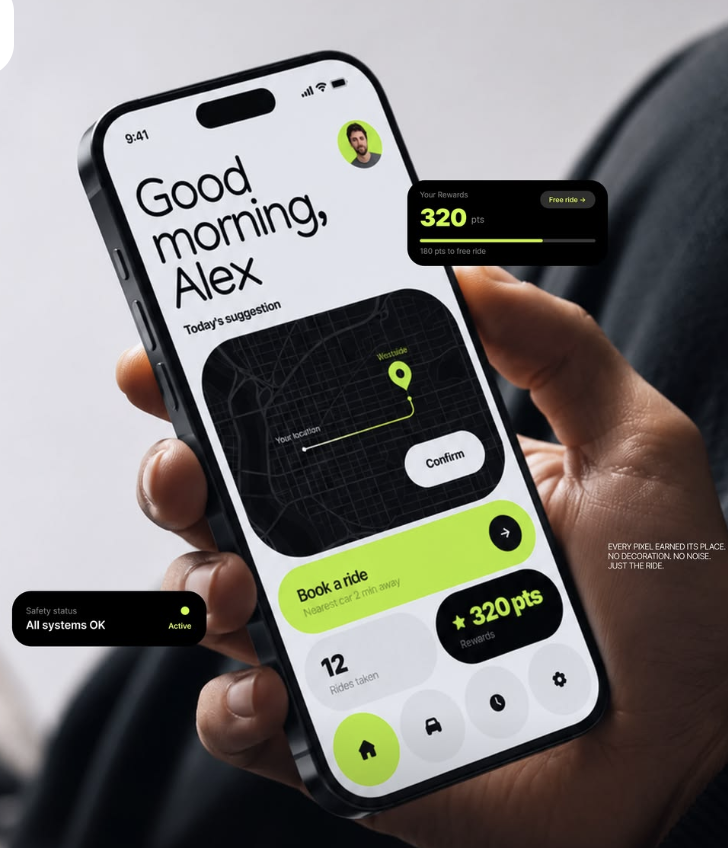 9:41
Good
morning,
Alex
Today's suggestion
Westside
Your location
Confirm
Book a ride
Nearest car 2 min away
12
Rides taken
320 pts
Rewards
Your Rewards
Free ride →
320 pts
180 pts to free ride
Safety status
All systems OK
Active
EVERY PIXEL EARNED ITS PLACE.
NO DECORATION. NO NOISE.
JUST THE RIDE.